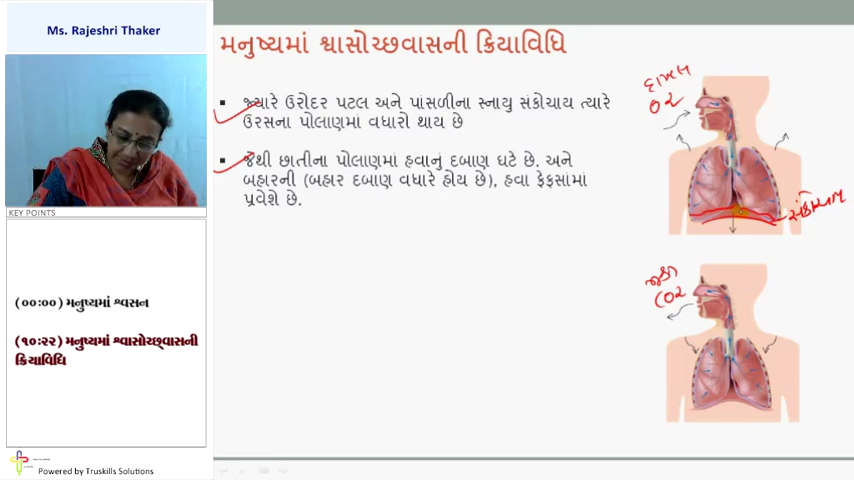 Ms. Rajeshri Thaker
મનુષ્યમાં શ્વાસોચ્છવાસની ક્રિયાવિધિ
▪ જ્યારે ઉરોદર પટલ અને પાંસળીના સ્નાયુ સંકોચાય ત્યારે
ઉરસના પોલાણમાં વધારો થાય છે
▪ જેથી છાતીના પોલાણમાં હવાનું દબાણ ઘટે છે. અને
બહારની (બહાર દબાણ વધારે હોય છે), હવા ફેફસાંમાં
પ્રવેશે છે.
O2
CO2
KEY POINTS
(૦૦:૦૦) મનુષ્યમાં શ્વસન
(૧૦:૨૨) મનુષ્યમાં શ્વાસોચ્છ્વાસની
ક્રિયાવિધિ
Powered by Truskills Solutions